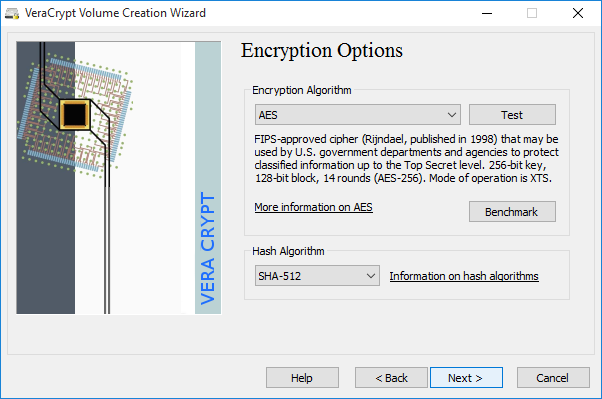 VeraCrypt Volume Creation Wizard
VERA CRYPT
Encryption Options
Encryption Algorithm
AES
Test
FIPS-approved cipher (Rijndael, published in 1998) that may be
used by U.S. government departments and agencies to protect
classified information up to the Top Secret level. 256-bit key,
128-bit block, 14 rounds (AES-256). Mode of operation is XTS.
More information on AES
Benchmark
Hash Algorithm
SHA-512
Information on hash algorithms
Help
< Back
Next >
Cancel